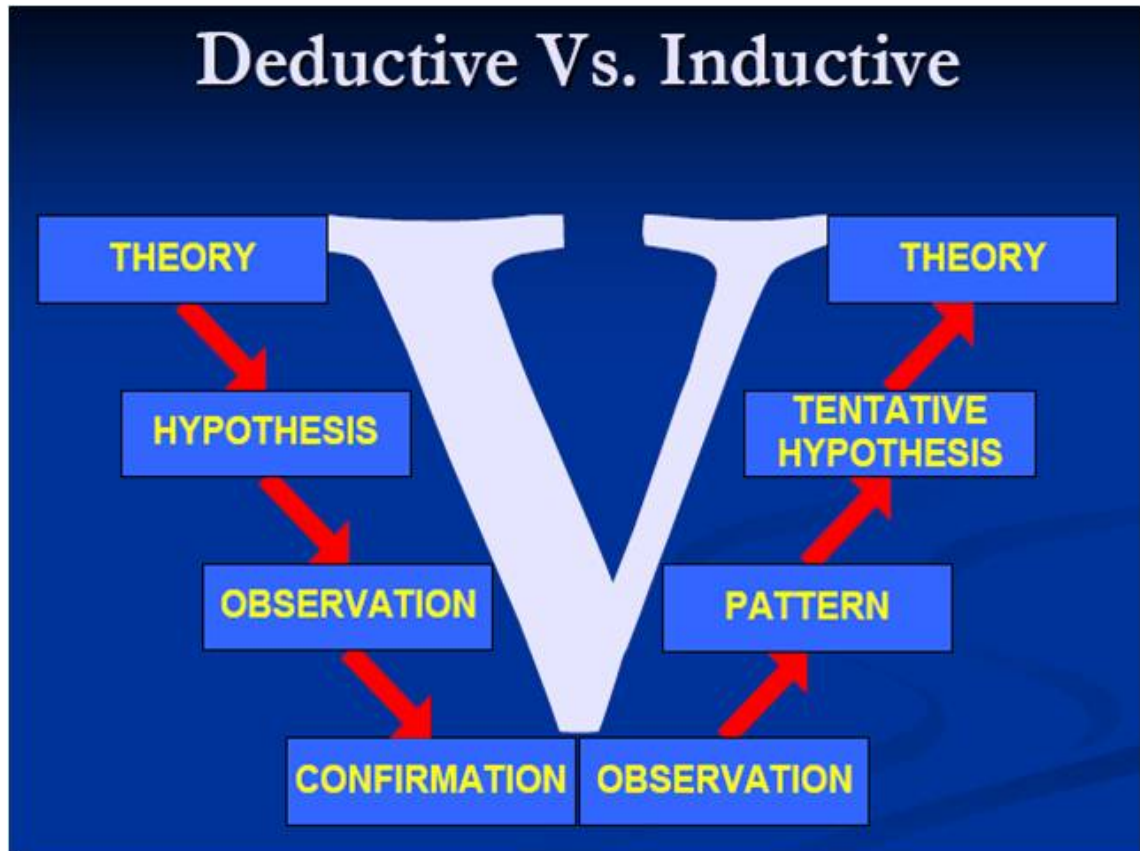 Deductive Vs. Inductive
V
THEORY
HYPOTHESIS
OBSERVATION
CONFIRMATION
OBSERVATION
PATTERN
TENTATIVE
HYPOTHESIS
THEORY